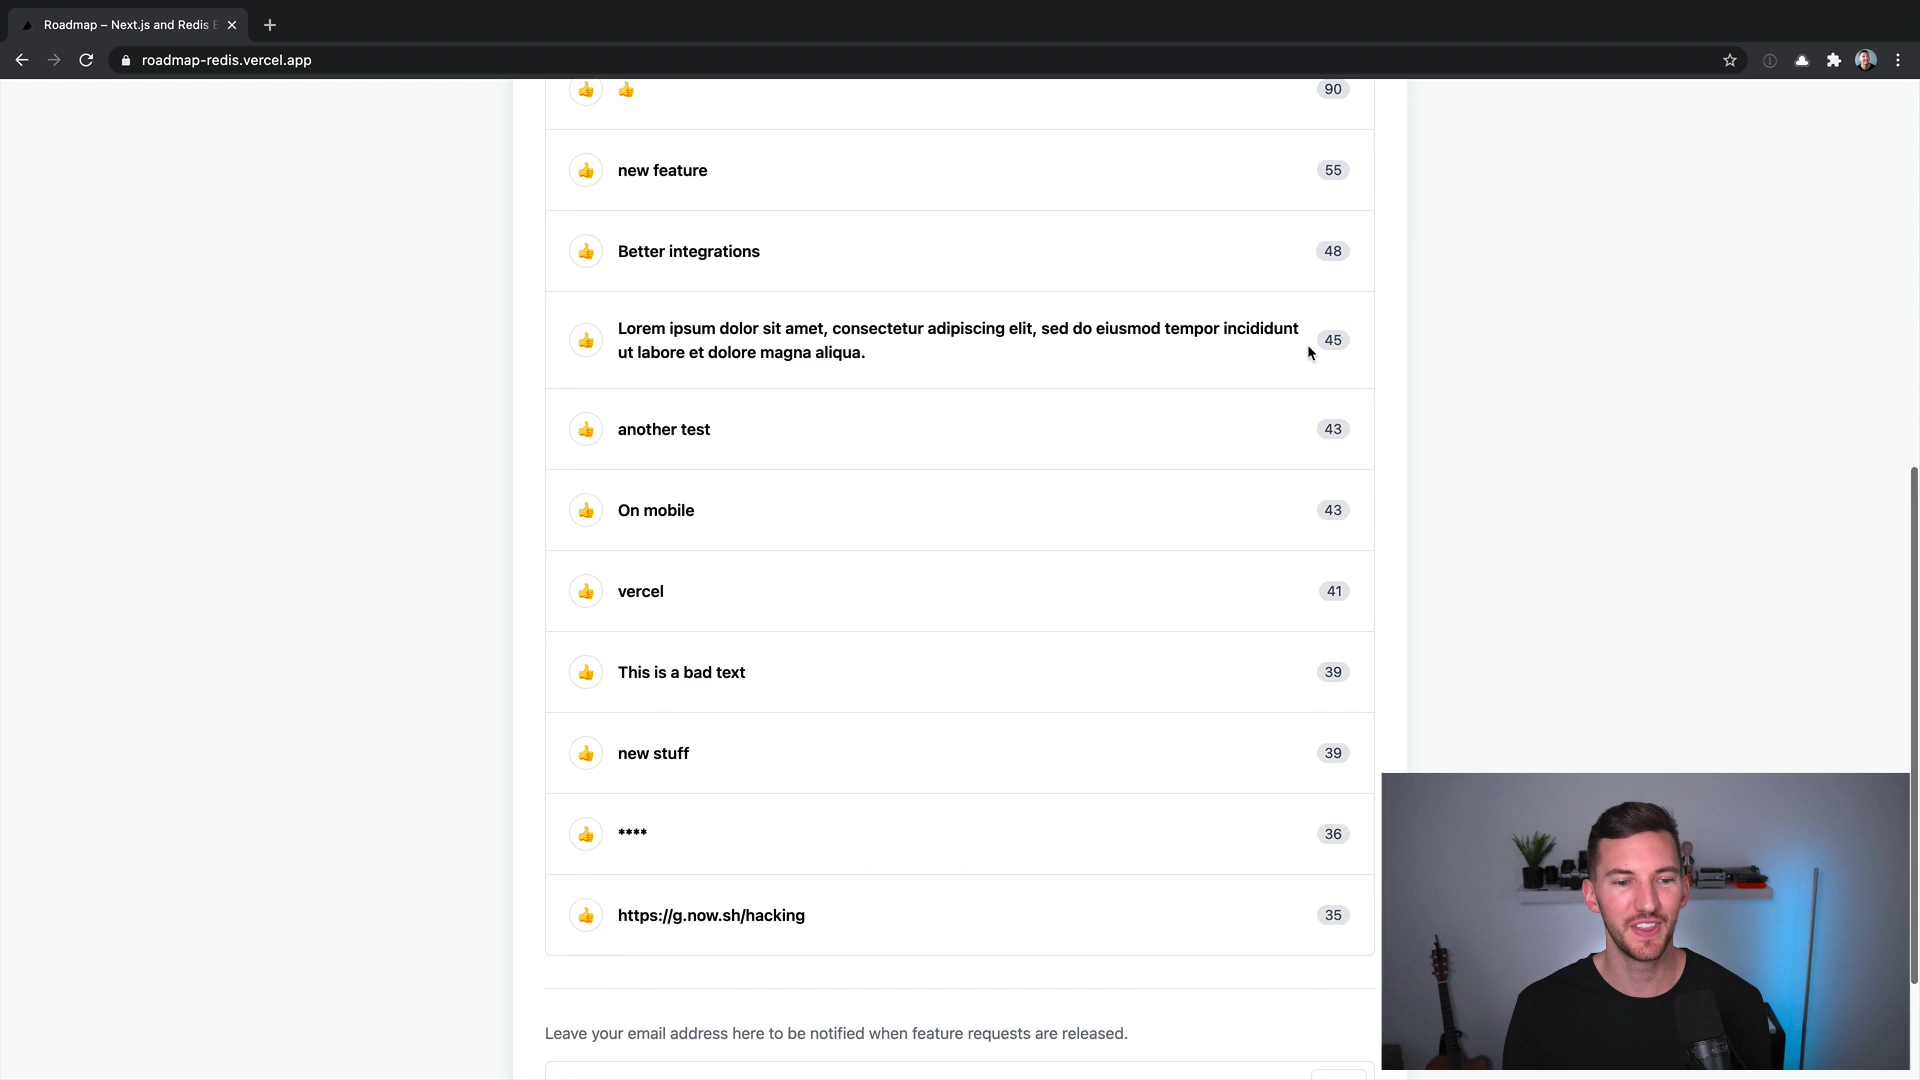 Roadmap – Next.js and Redis E
roadmap-redis.vercel.app
90
new feature
55
Better integrations
48
Lorem ipsum dolor sit amet, consectetur adipiscing elit, sed do eiusmod tempor incididunt
ut labore et dolore magna aliqua.
45
another test
43
On mobile
43
vercel
41
This is a bad text
39
new stuff
39
****
36
https://g.now.sh/hacking
35
Leave your email address here to be notified when feature requests are released.